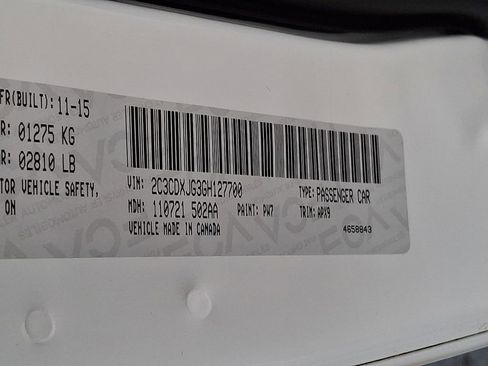 FR(BUILT): 11-15
R: 01275 KG
R: 02810 LB
TOR VEHICLE SAFETY,
ON
VIN: 2C3CDXJG3GH127700 TYPE: PASSENGER CAR
MDH: 110721 502AA PAINT: PW7 TRIM: APX9
VEHICLE MADE IN CANADA 4658843